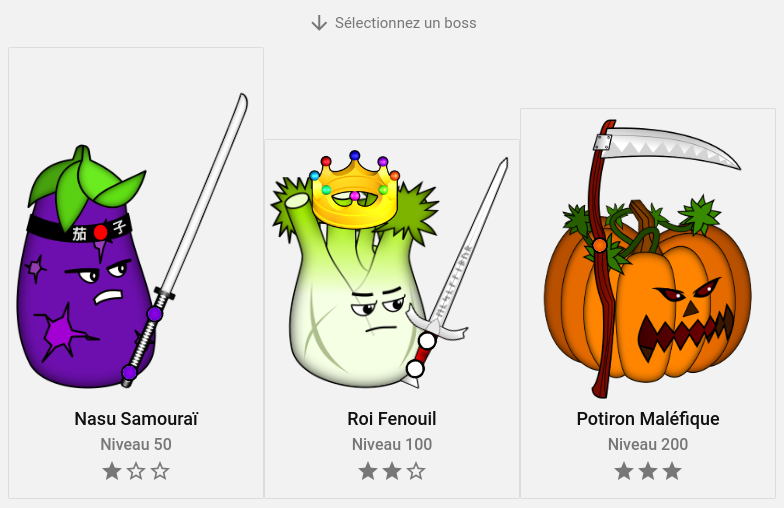 Sélectionnez un boss
茄 子
Nasu Samouraï
Niveau 50
Roi Fenouil
Niveau 100
Potiron Maléfique
Niveau 200